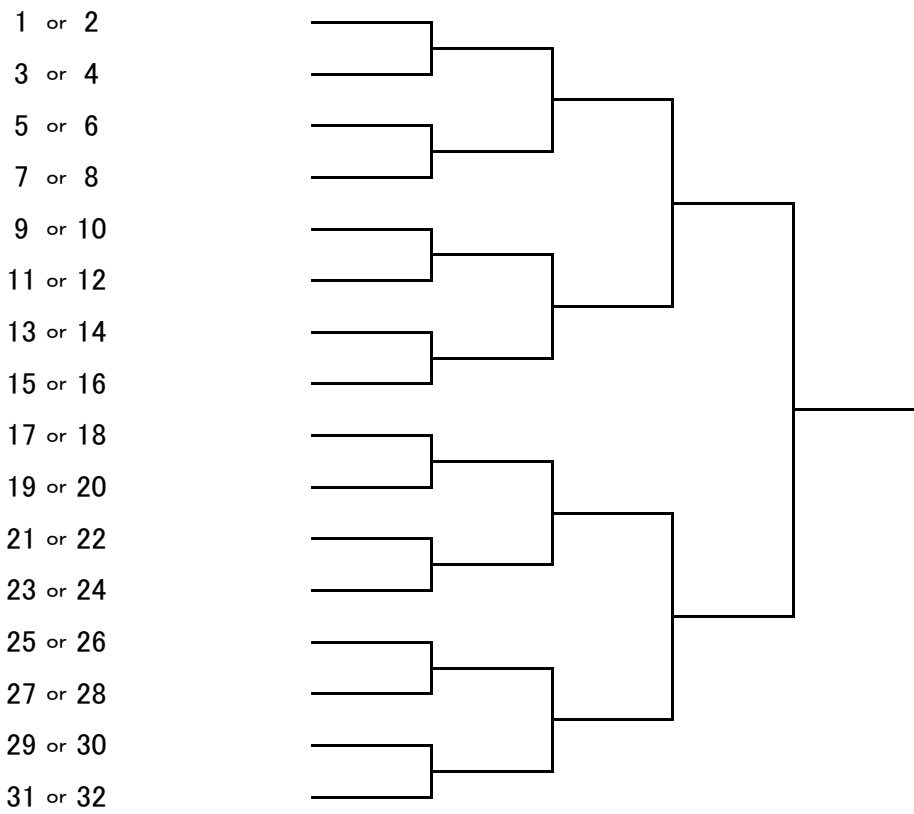 1 or 2
3 or 4
5 or 6
7 or 8
9 or 10
11 or 12
13 or 14
15 or 16
17 or 18
19 or 20
21 or 22
23 or 24
25 or 26
27 or 28
29 or 30
31 or 32